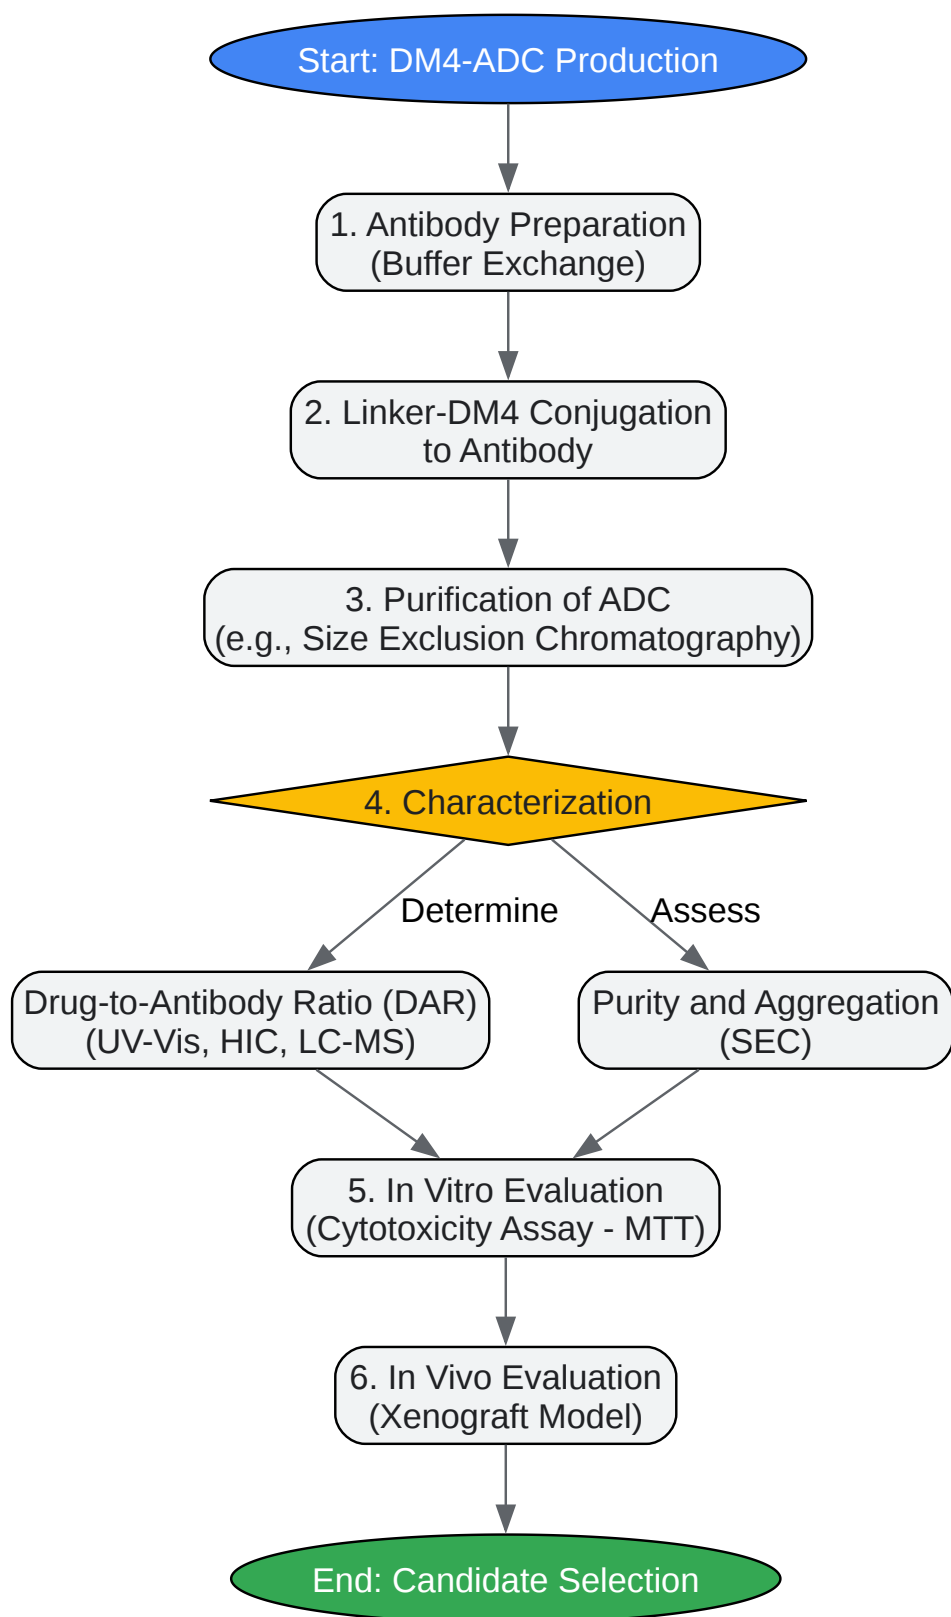 Start: DM4-ADC Production
1. Antibody Preparation
(Buffer Exchange)
2. Linker-DM4 Conjugation
to Antibody
3. Purification of ADC
(e.g., Size Exclusion Chromatography)
4. Characterization
Determine
Assess
Drug-to-Antibody Ratio (DAR)
(UV-Vis, HIC, LC-MS)
Purity and Aggregation
(SEC)
5. In Vitro Evaluation
(Cytotoxicity Assay - MTT)
6. In Vivo Evaluation
(Xenograft Model)
End: Candidate Selection